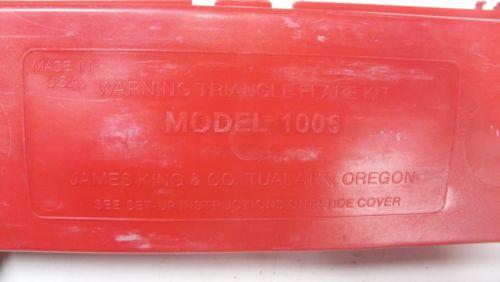 MADE IN
U.S.A.
WARNING TRIANGLE FLARE KIT
MODEL 1005
JAMES KING & CO. TUALATIN, OREGON
SEE SET-UP INSTRUCTIONS ON INSIDE COVER